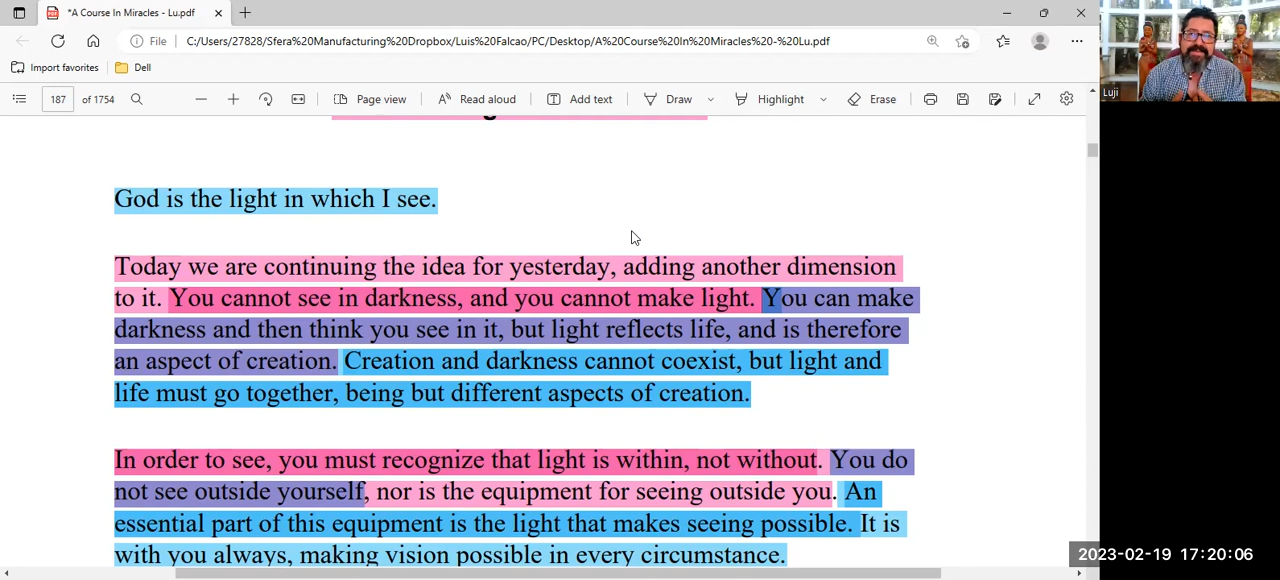 *A Course In Miracles - Lu.pdf
File C:/Users/27828/Sfera%20Manufacturing%20Dropbox/Luis%20Falcao/PC/Desktop/A%20Course%20In%20Miracles%20-%20Lu.pdf
Import favorites Dell
187 of 1754 Page view Read aloud Add text Draw Highlight Erase
Luji
God is the light in which I see.
Today we are continuing the idea for yesterday, adding another dimension
to it. You cannot see in darkness, and you cannot make light. You can make
darkness and then think you see in it, but light reflects life, and is therefore
an aspect of creation. Creation and darkness cannot coexist, but light and
life must go together, being but different aspects of creation.
In order to see, you must recognize that light is within, not without. You do
not see outside yourself, nor is the equipment for seeing outside you. An
essential part of this equipment is the light that makes seeing possible. It is
with you always, making vision possible in every circumstance.
2023-02-19 17:20:06